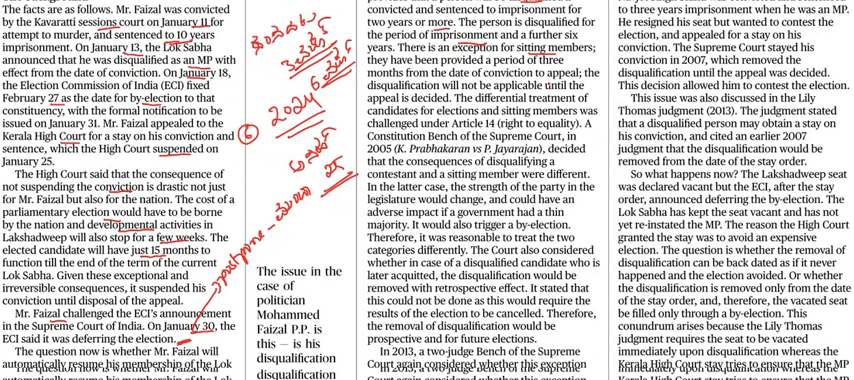 The facts are as follows. Mr. Faizal was convicted
by the Kavaratti sessions court on January 11 for
attempt to murder, and sentenced to 10 years
imprisonment. On January 13, the Lok Sabha
announced that he was disqualified as an MP with
effect from the date of conviction. On January 18,
the Election Commission of India (ECI) fixed
February 27 as the date for by-election to that
constituency, with the formal notification to be
issued on January 31. Mr. Faizal appealed to the
Kerala High Court for a stay on his conviction and
sentence, which the High Court suspended on
January 25.
The High Court said that the consequence of
not suspending the conviction is drastic not just
for Mr. Faizal but also for the nation. The cost of a
parliamentary election would have to be borne
by the nation and developmental activities in
Lakshadweep will also stop for a few weeks. The
elected candidate will have just 15 months to
function till the end of the term of the current
Lok Sabha. Given these exceptional and
irreversible consequences, it suspended his
conviction until disposal of the appeal.
Mr. Faizal challenged the ECI's announcement
in the Supreme Court of India. On January 30, the
ECI said it was deferring the election.
The question now is whether Mr. Faizal will
automatically resume his membership of the Lok
6
2024
postpone
The issue in the
case of
politician
Mohammed
Faizal P.P. is
this — is his
disqualification
disqualification
convicted and sentenced to imprisonment for
two years or more. The person is disqualified for
the period of imprisonment and a further six
years. There is an exception for sitting members;
they have been provided a period of three
months from the date of conviction to appeal; the
disqualification will not be applicable until the
appeal is decided. The differential treatment of
candidates for elections and sitting members was
challenged under Article 14 (right to equality). A
Constitution Bench of the Supreme Court, in
2005 (K. Prabhakaran vs P. Jayarajan), decided
that the consequences of disqualifying a
contestant and a sitting member were different.
In the latter case, the strength of the party in the
legislature would change, and could have an
adverse impact if a government had a thin
majority. It would also trigger a by-election.
Therefore, it was reasonable to treat the two
categories differently. The Court also considered
whether in case of a disqualified candidate who is
later acquitted, the disqualification would be
removed with retrospective effect. It stated that
this could not be done as this would require the
results of the election to be cancelled. Therefore,
the removal of disqualification would be
prospective and for future elections.
In 2013, a two-judge Bench of the Supreme
Court again considered whether this exception
to three years imprisonment when he was an MP.
He resigned his seat but wanted to contest the
election, and appealed for a stay on his
conviction. The Supreme Court stayed his
conviction in 2007, which removed the
disqualification until the appeal was decided.
This decision allowed him to contest the election.
This issue was also discussed in the Lily
Thomas judgment (2013). The judgment stated
that a disqualified person may obtain a stay on
his conviction, and cited an earlier 2007
judgment that the disqualification would be
removed from the date of the stay order.
So what happens now? The Lakshadweep seat
was declared vacant but the ECI, after the stay
order, announced deferring the by-election. The
Lok Sabha has kept the seat vacant and has not
yet re-instated the MP. The reason the High Court
granted the stay was to avoid an expensive
election. The question is whether the removal of
disqualification can be back dated as if it never
happened and the election avoided. Or whether
the disqualification is removed only from the date
of the stay order, and, therefore, the vacated seat
be filled only through a by-election. This
conundrum arises because the Lily Thomas
judgment requires the seat to be vacated
immediately upon disqualification whereas the
Kerala High Court stay tries to ensure that the MP